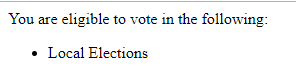 You are eligible to vote in the following:
• Local Elections